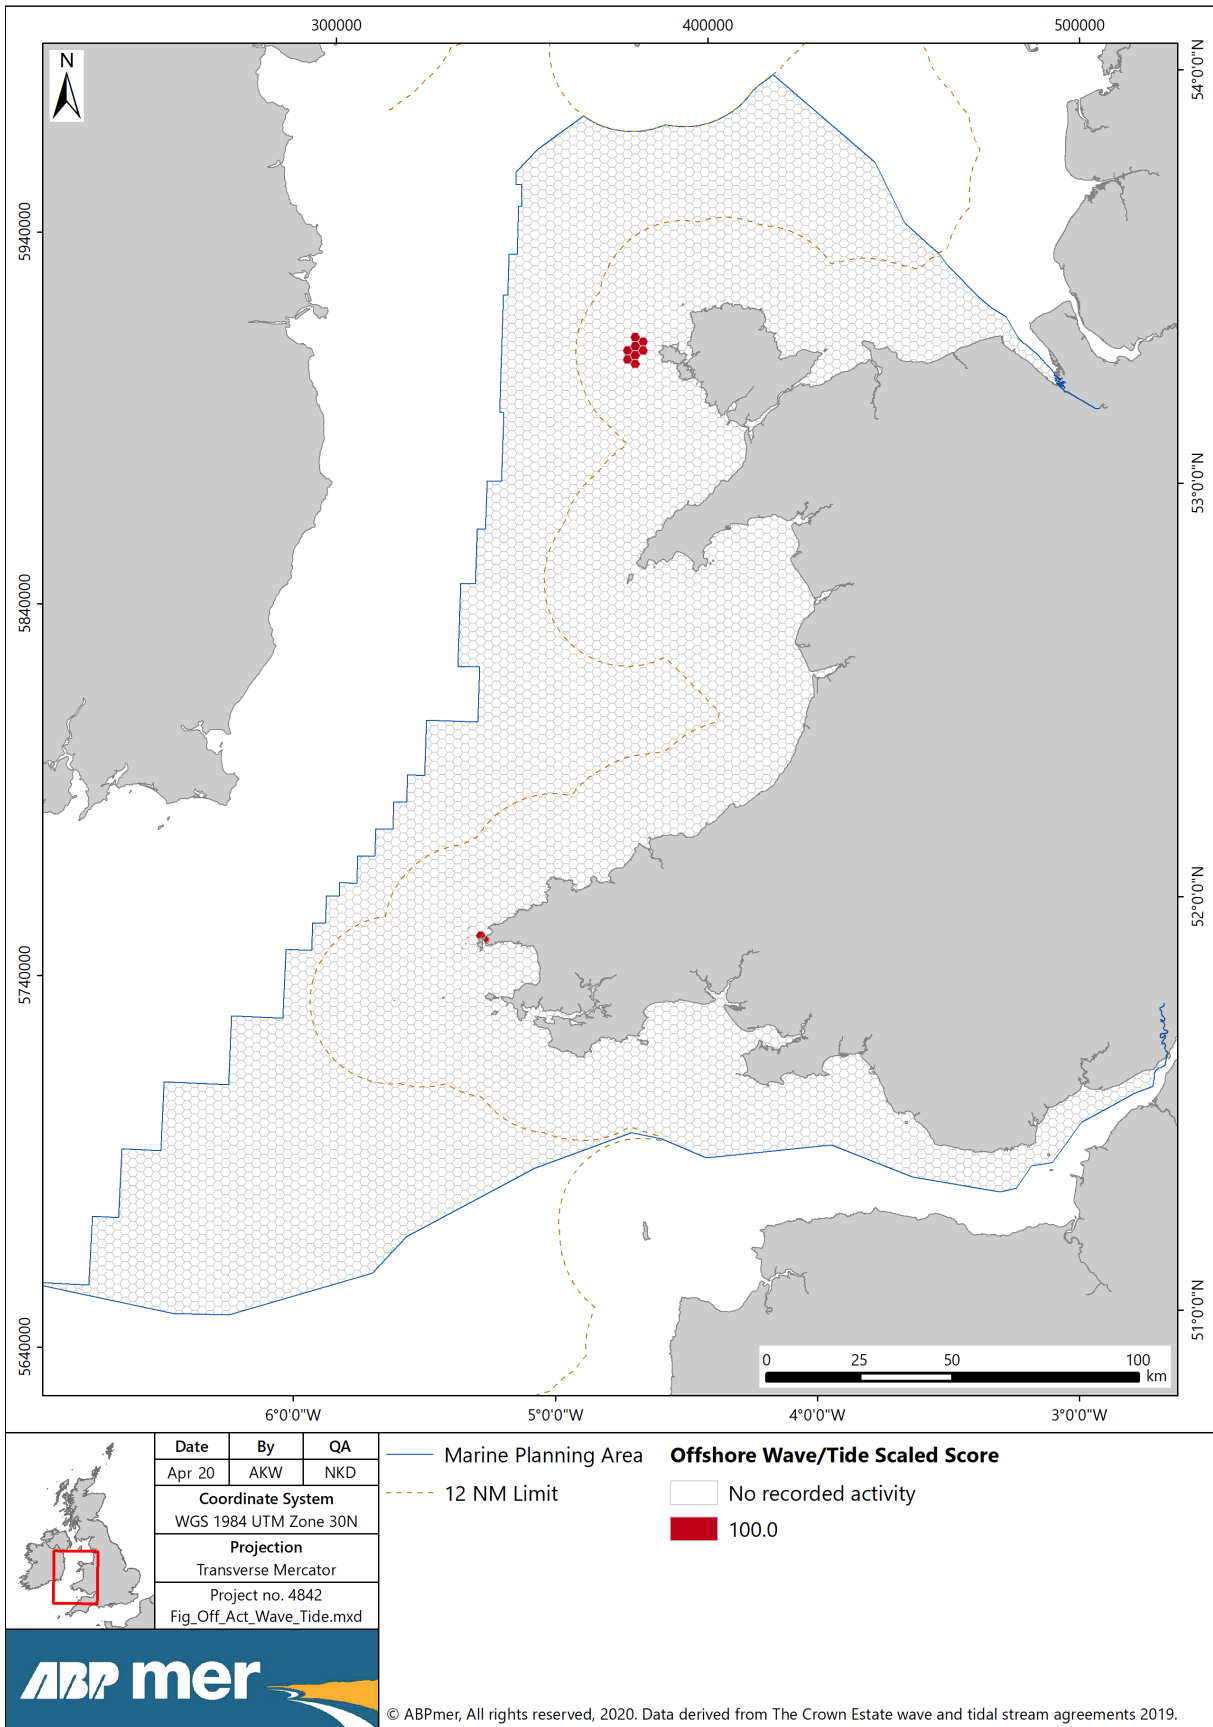 300000
400000
500000
N
54°0'0"N
5940000
53°0'0"N
5840000
52°0'0"N
5740000
51°0'0"N
5640000
0
25
50
100
km
6°0'0"W
5°0'0"W
4°0'0"W
3°0'0"W
Date
By
QA
Apr 20
AKW
NKD
Coordinate System
WGS 1984 UTM Zone 30N
Projection
Transverse Mercator
Project no. 4842
Fig_Off_Act_Wave_Tide.mxd
ABP mer
Marine Planning Area
12 NM Limit
Offshore Wave/Tide Scaled Score
No recorded activity
100.0
© ABPmer, All rights reserved, 2020. Data derived from The Crown Estate wave and tidal stream agreements 2019.